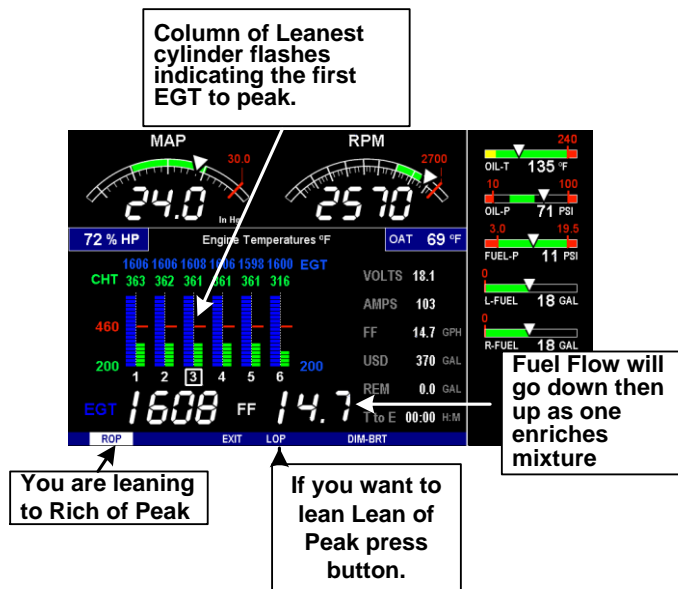 Column of Leanest
cylinder flashes
indicating the first
EGT to peak.
MAP
30.0
24.0
In Hg
RPM
2700
2570
240
OIL-T 135 ºF
10 100
OIL-P 71 PSI
3.0 19.5
FUEL-P 11 PSI
0
L-FUEL 18 GAL
0
R-FUEL 18 GAL
72 % HP
Engine Temperatures ºF
OAT 69 ºF
1606 1606 1608 1606 1598 1600 EGT
CHT 363 362 361 361 361 316
460
200 200
1 2 3 4 5 6
VOLTS 18.1
AMPS 103
FF 14.7 GPH
USD 370 GAL
REM 0.0 GAL
T to E 00:00 H:M
EGT 1608 FF 14.7
ROP EXIT LOP DIM-BRT
Fuel Flow will
go down then
up as one
enriches
mixture
You are leaning
to Rich of Peak
If you want to
lean Lean of
Peak press
button.